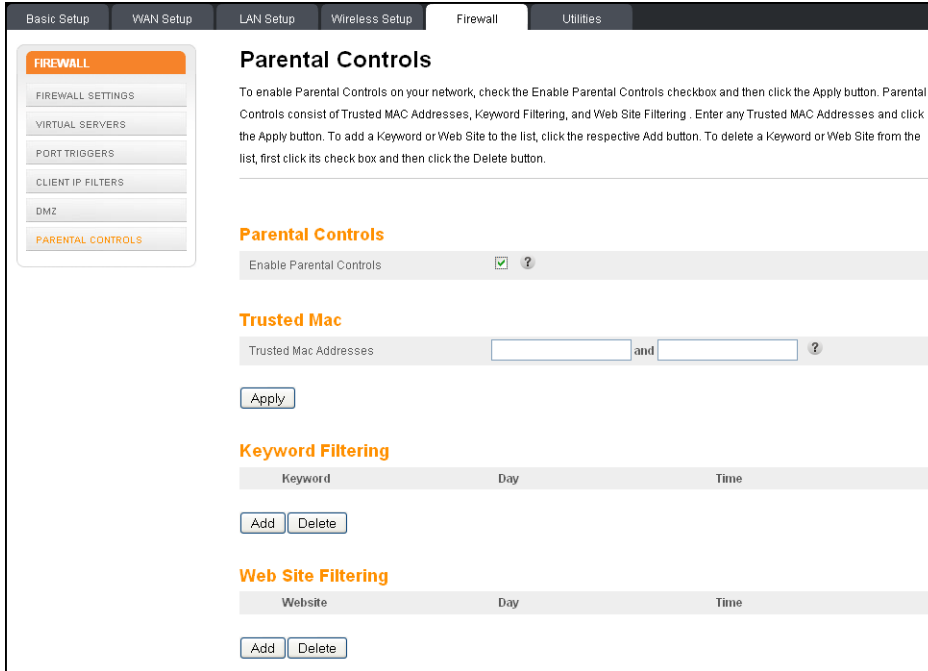 Basic Setup WAN Setup LAN Setup Wireless Setup Firewall Utilities
FIREWALL
FIREWALL SETTINGS
VIRTUAL SERVERS
PORT TRIGGERS
CLIENT IP FILTERS
DMZ
PARENTAL CONTROLS
Parental Controls
To enable Parental Controls on your network, check the Enable Parental Controls checkbox and then click the Apply button. Parental
Controls consist of Trusted MAC Addresses, Keyword Filtering, and Web Site Filtering . Enter any Trusted MAC Addresses and click
the Apply button. To add a Keyword or Web Site to the list, click the respective Add button. To delete a Keyword or Web Site from the
list, first click its check box and then click the Delete button.
Parental Controls
Enable Parental Controls ?
Trusted Mac
Trusted Mac Addresses and ?
Apply
Keyword Filtering
Keyword Day Time
Add Delete
Web Site Filtering
Website Day Time
Add Delete